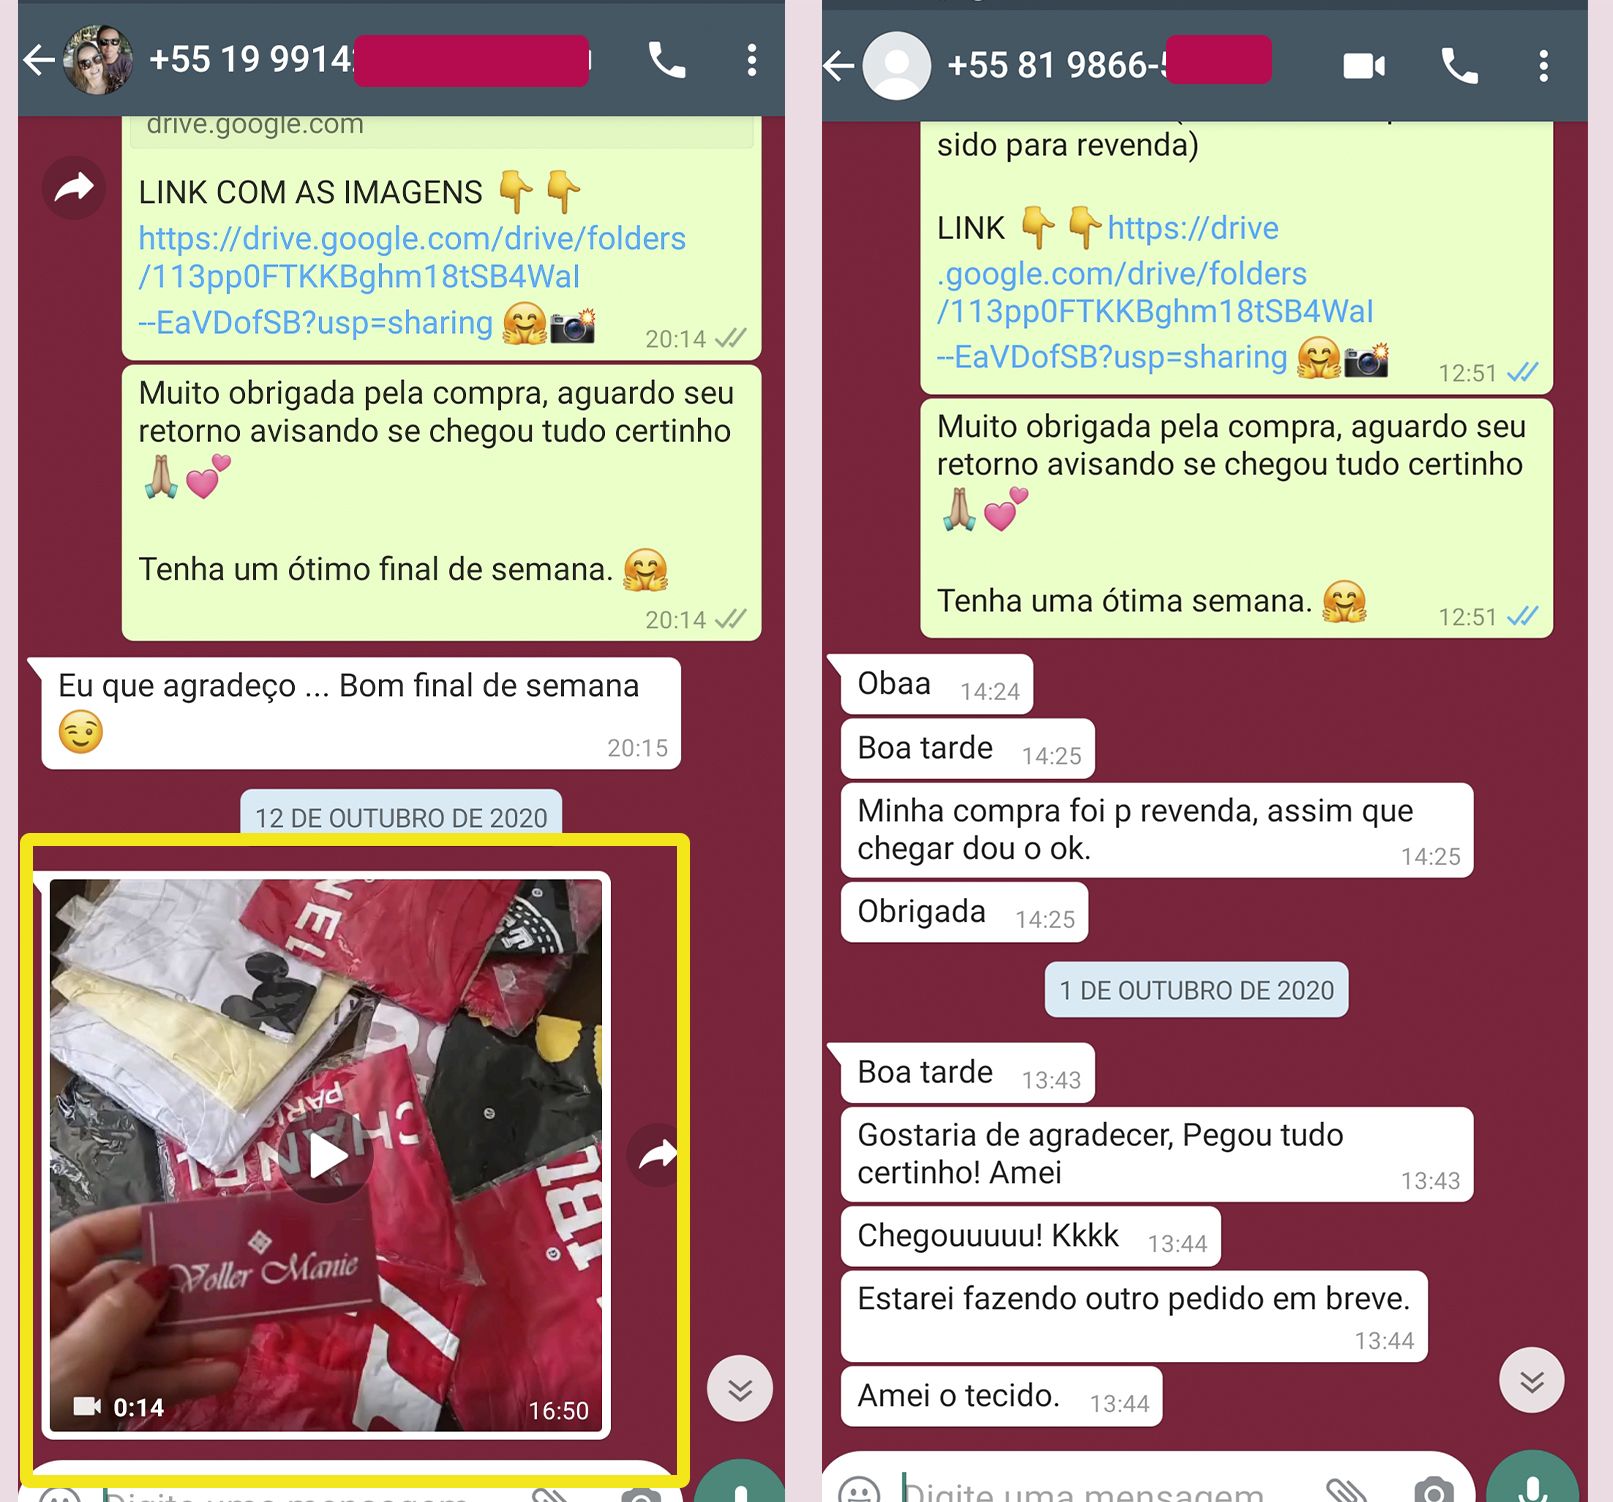 +55 19 9914
drive.google.com
LINK COM AS IMAGENS 👇👇
https://drive.google.com/drive/folders
/113pp0FTKKBghm18tSB4WaI
--EaVDofSB?usp=sharing 🤗📸
20:14
Muito obrigada pela compra, aguardo seu
retorno avisando se chegou tudo certinho
🙏🏼💕
Tenha um ótimo final de semana. 🤗
20:14
Eu que agradeço ... Bom final de semana
😉
20:15
12 DE OUTUBRO DE 2020
NEL
CHANEL
PARIS
Voller Manie
0:14
16:50
Digite uma mensagem
+55 81 9866-
sido para revenda)
LINK 👇👇https://drive
.google.com/drive/folders
/113pp0FTKKBghm18tSB4WaI
--EaVDofSB?usp=sharing 🤗📸
12:51
Muito obrigada pela compra, aguardo seu
retorno avisando se chegou tudo certinho
🙏🏼💕
Tenha uma ótima semana. 🤗
12:51
Obaa 14:24
Boa tarde 14:25
Minha compra foi p revenda, assim que
chegar dou o ok.
14:25
Obrigada 14:25
1 DE OUTUBRO DE 2020
Boa tarde 13:43
Gostaria de agradecer, Pegou tudo
certinho! Amei
13:43
Chegouuuuu! Kkkk 13:44
Estarei fazendo outro pedido em breve.
13:44
Amei o tecido. 13:44
Digite uma mensagem